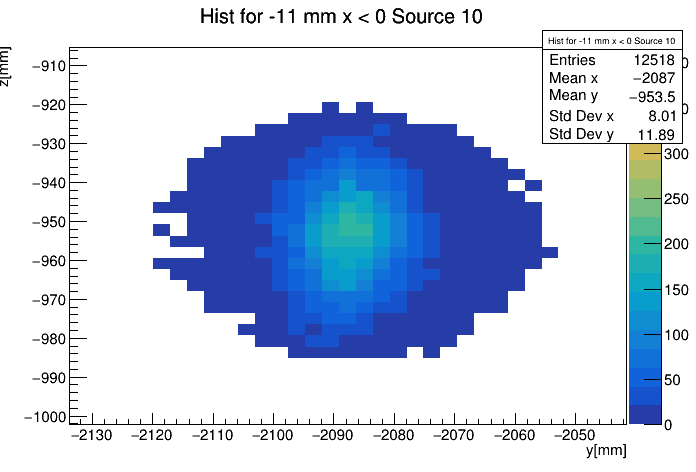 Hist for -11 mm x < 0 Source 10
z[mm]
Hist for -11 mm x < 0 Source 10
Entries 12518
Mean x −2087
Mean y −953.5
Std Dev x 8.01
Std Dev y 11.89
−910
−920
−930
−940
−950
−960
−970
−980
−990
−1000
300
250
200
150
100
50
0
−2130 −2120 −2110 −2100 −2090 −2080 −2070 −2060 −2050
y[mm]